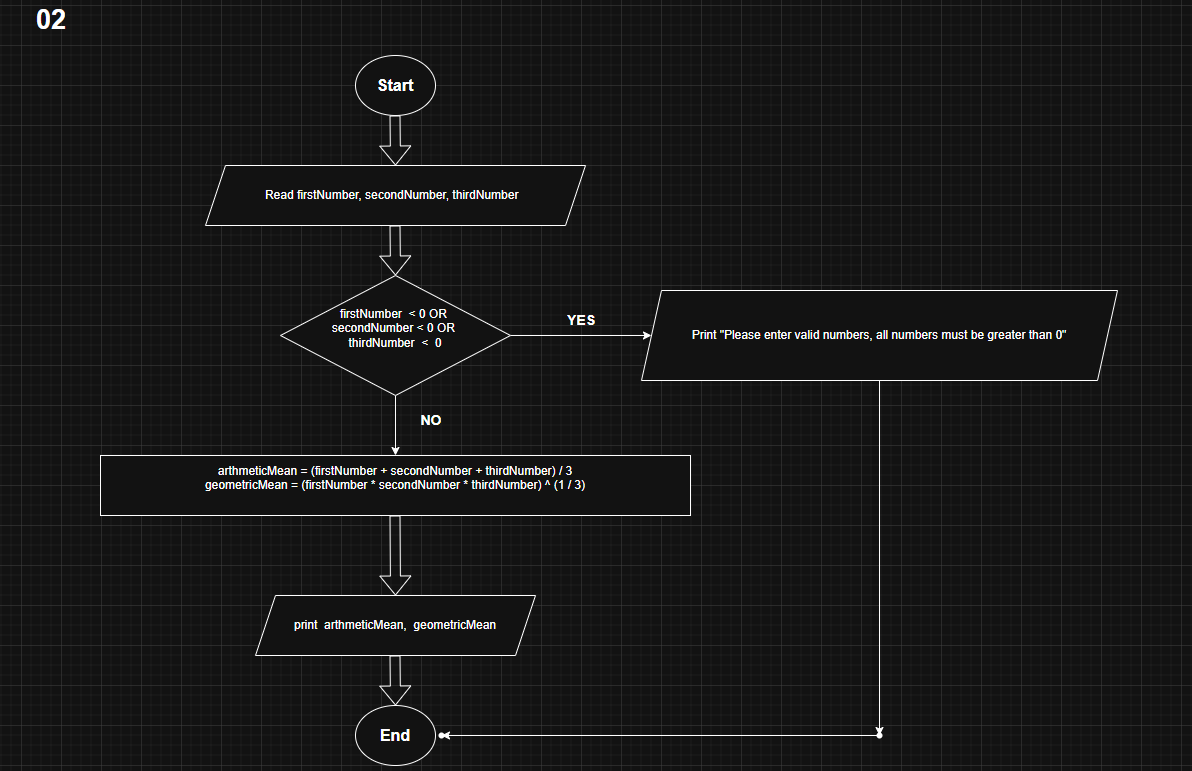 02
Start
Read firstNumber, secondNumber, thirdNumber
firstNumber < 0 OR
secondNumber < 0 OR
thirdNumber < 0
YES
Print "Please enter valid numbers, all numbers must be greater than 0"
NO
arthmeticMean = (firstNumber + secondNumber + thirdNumber) / 3
geometricMean = (firstNumber * secondNumber * thirdNumber) ^ (1 / 3)
print arthmeticMean, geometricMean
End